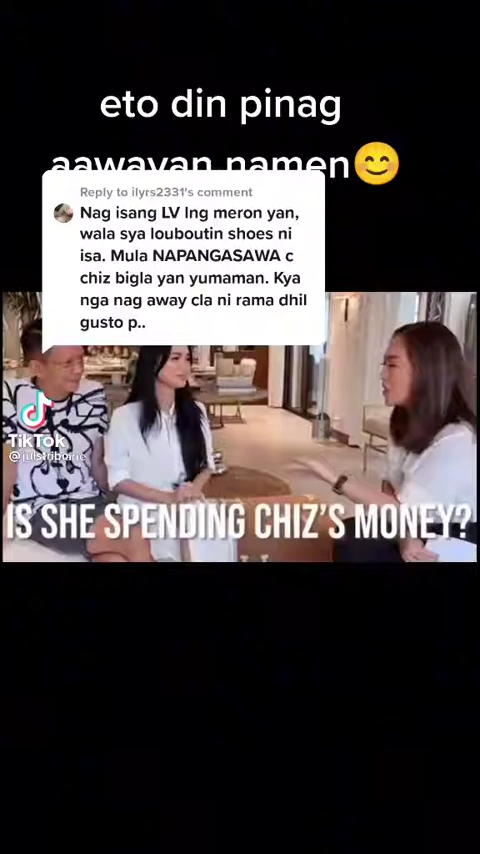 eto din pinag
aawayan namen😊
Reply to ilyrs2331's comment
Nag isang LV lng meron yan,
wala sya louboutin shoes ni
isa. Mula NAPANGASAWA c
chiz bigla yan yumaman. Kya
nga nag away cla ni rama dhil
gusto p..
TikTok
IS SHE SPENDING CHIZ'S MONEY?